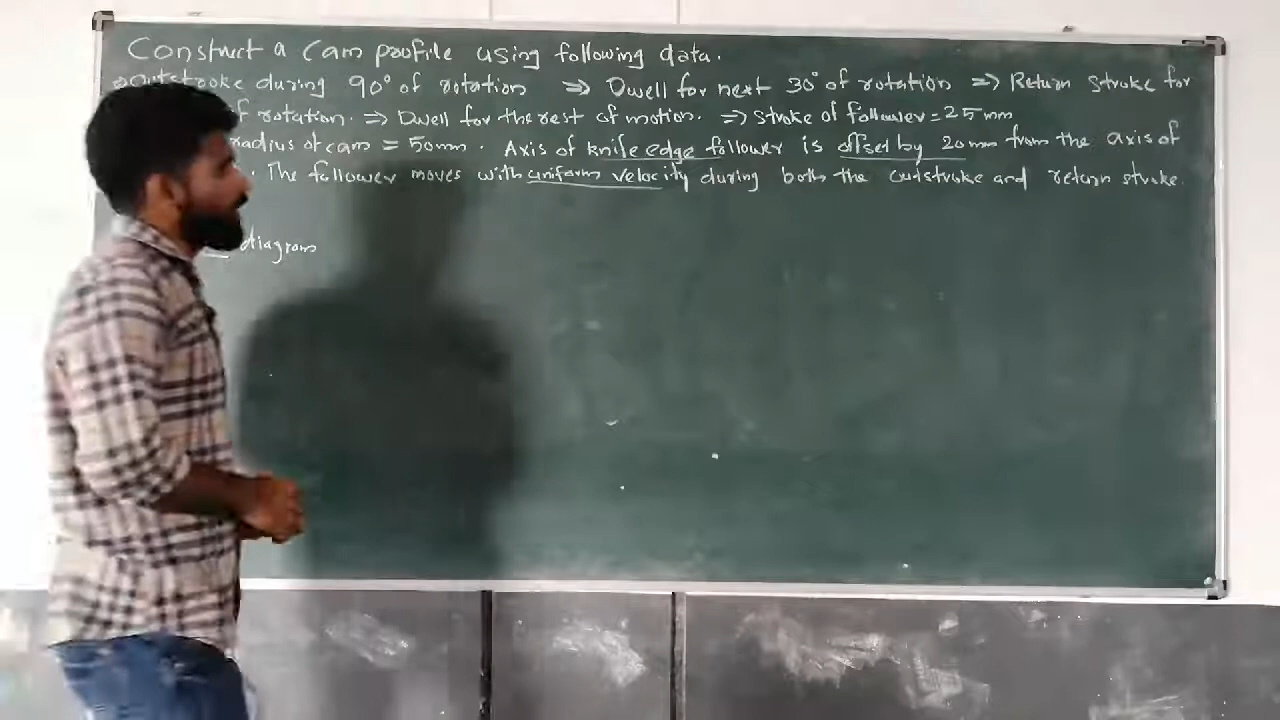 Construct a Cam profile using following data.
Outstroke during 90° of rotation ⇒ Dwell for next 30° of rotation ⇒ Return Stroke for
of rotation. ⇒ Dwell for the rest of motion. ⇒ Stroke of follower = 25 mm
radius of cam = 50mm. Axis of knife edge follower is offset by 20 mm from the axis of
. The follower moves with uniform velocity during both the outstroke and return stroke.
diagram